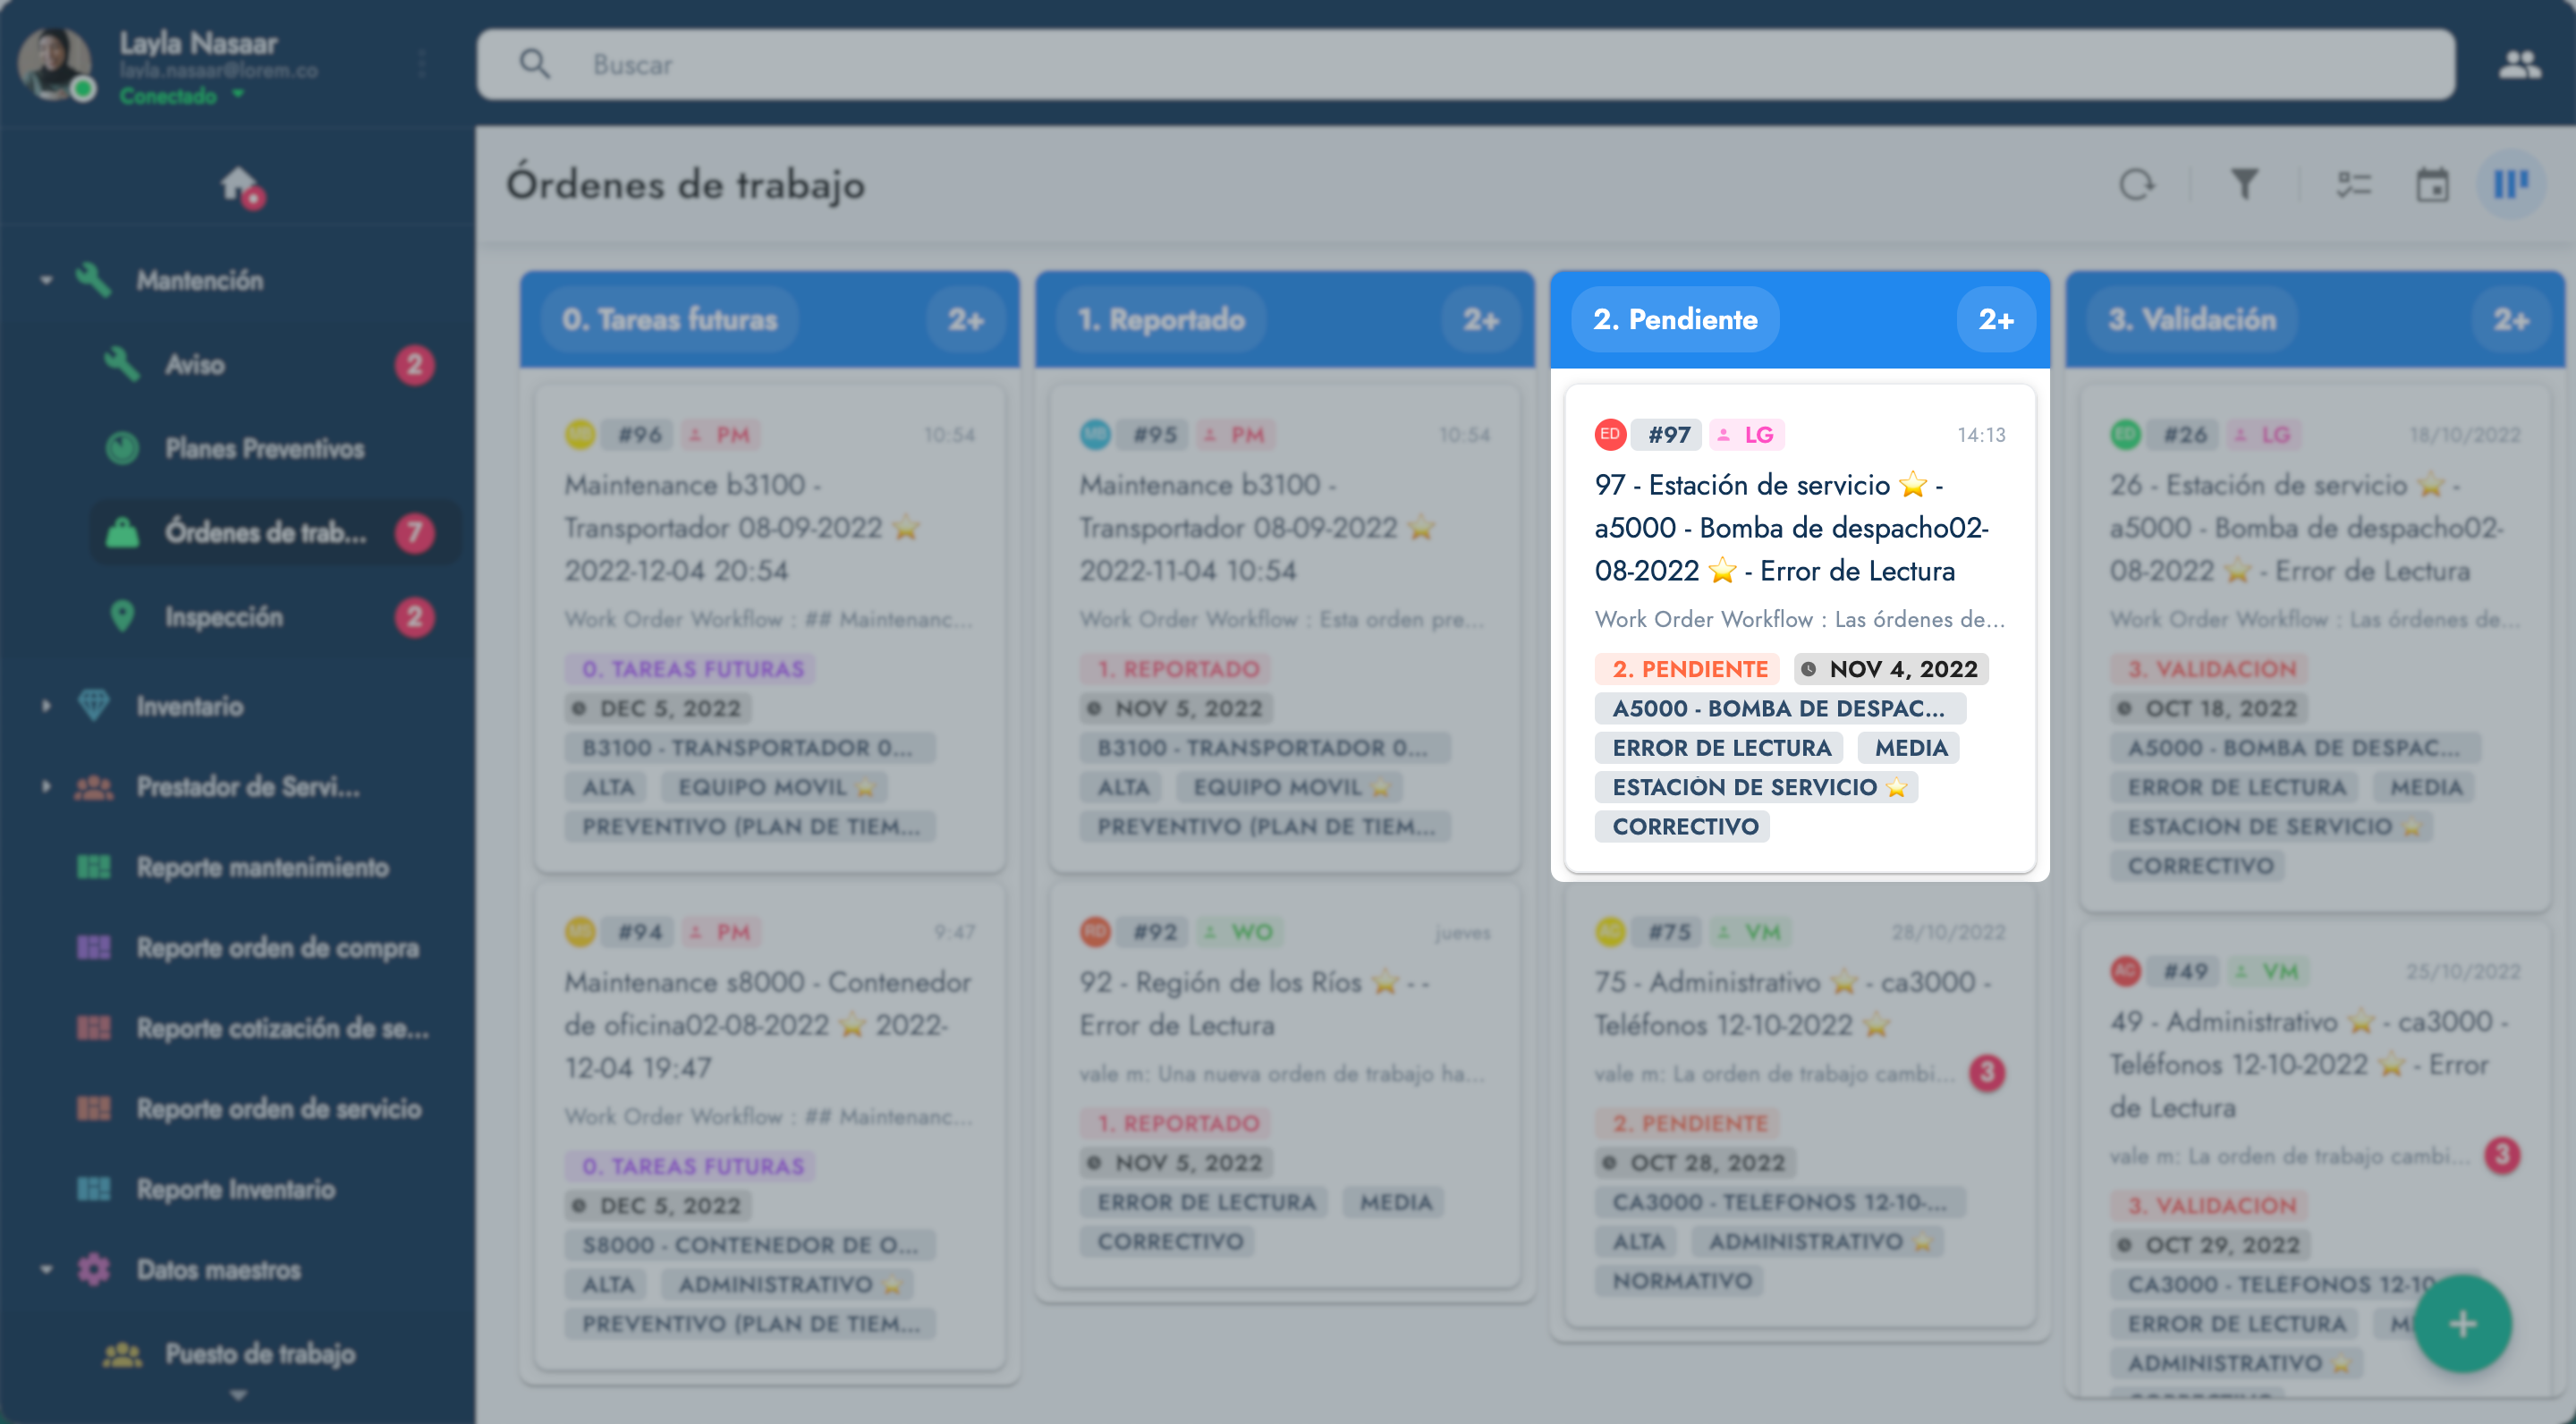 Layla Nasaar
layla.nasaar@lorem.co
Conectado
Buscar
Mantención
Aviso 2
Planes Preventivos
Órdenes de trab... 7
Inspección 2
Inventario
Prestador de Servi...
Reporte mantenimiento
Reporte orden de compra
Reporte cotización de se...
Reporte orden de servicio
Reporte Inventario
Datos maestros
Puesto de trabajo
Órdenes de trabajo
0. Tareas futuras 2+
#96 PM 10:54
Maintenance b3100 -
Transportador 08-09-2022 ⭐
2022-12-04 20:54
Work Order Workflow : ## Maintenanc...
0. TAREAS FUTURAS
DEC 5, 2022
B3100 - TRANSPORTADOR 0...
ALTA EQUIPO MOVIL ⭐
PREVENTIVO (PLAN DE TIEM...
#94 PM 9:47
Maintenance s8000 - Contenedor
de oficina02-08-2022 ⭐ 2022-
12-04 19:47
Work Order Workflow : ## Maintenanc...
0. TAREAS FUTURAS
DEC 5, 2022
S8000 - CONTENEDOR DE O...
ALTA ADMINISTRATIVO ⭐
PREVENTIVO (PLAN DE TIEM...
1. Reportado 2+
#95 PM 10:54
Maintenance b3100 -
Transportador 08-09-2022 ⭐
2022-11-04 10:54
Work Order Workflow : Esta orden pre...
1. REPORTADO
NOV 5, 2022
B3100 - TRANSPORTADOR 0...
ALTA EQUIPO MOVIL ⭐
PREVENTIVO (PLAN DE TIEM...
RD #92 WO jueves
92 - Región de los Ríos ⭐ - -
Error de Lectura
vale m: Una nueva orden de trabajo ha...
1. REPORTADO
NOV 5, 2022
ERROR DE LECTURA MEDIA
CORRECTIVO
2. Pendiente 2+
ED #97 LG 14:13
97 - Estación de servicio ⭐ -
a5000 - Bomba de despacho02-
08-2022 ⭐ - Error de Lectura
Work Order Workflow : Las órdenes de...
2. PENDIENTE NOV 4, 2022
A5000 - BOMBA DE DESPAC...
ERROR DE LECTURA MEDIA
ESTACIÓN DE SERVICIO ⭐
CORRECTIVO
#75 VM 28/10/2022
75 - Administrativo ⭐ - ca3000 -
Teléfonos 12-10-2022 ⭐
vale m: La orden de trabajo cambi... 3
2. PENDIENTE
OCT 28, 2022
CA3000 - TELÉFONOS 12-10-...
ALTA ADMINISTRATIVO ⭐
NORMATIVO
3. Validación 2+
ED #26 LG 18/10/2022
26 - Estación de servicio ⭐ -
a5000 - Bomba de despacho02-
08-2022 ⭐ - Error de Lectura
Work Order Workflow : Las órdenes de...
3. VALIDACIÓN
OCT 18, 2022
A5000 - BOMBA DE DESPAC...
ERROR DE LECTURA MEDIA
ESTACIÓN DE SERVICIO ⭐
CORRECTIVO
#49 VM 25/10/2022
49 - Administrativo ⭐ - ca3000 -
Teléfonos 12-10-2022 ⭐ - Error
de Lectura
vale m: La orden de trabajo cambi... 3
3. VALIDACIÓN
OCT 29, 2022
CA3000 - TELÉFONOS 12-10
ERROR DE LECTURA
ADMINISTRATIVO ⭐